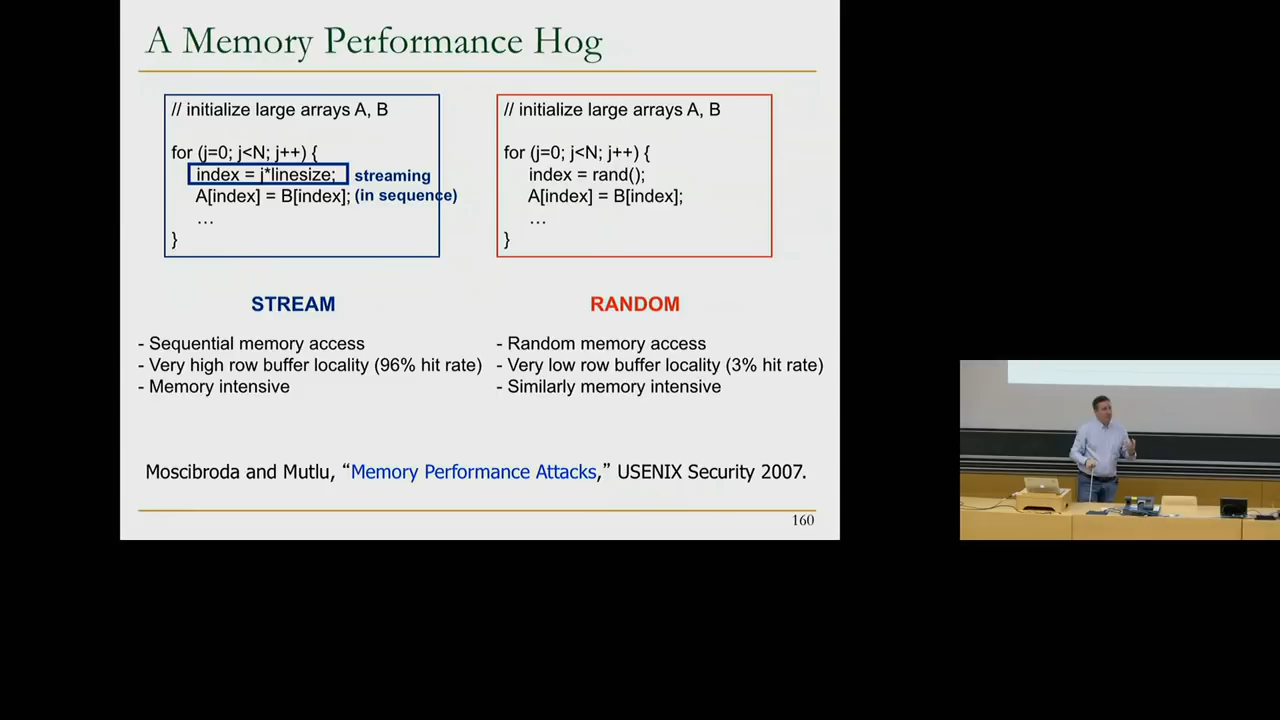 A Memory Performance Hog
// initialize large arrays A, B
for (j=0; j<N; j++) {
index = j*linesize; streaming
A[index] = B[index]; (in sequence)
…
}
STREAM
- Sequential memory access
- Very high row buffer locality (96% hit rate)
- Memory intensive
// initialize large arrays A, B
for (j=0; j<N; j++) {
index = rand();
A[index] = B[index];
…
}
RANDOM
- Random memory access
- Very low row buffer locality (3% hit rate)
- Similarly memory intensive
Moscibroda and Mutlu, “Memory Performance Attacks,” USENIX Security 2007.
160